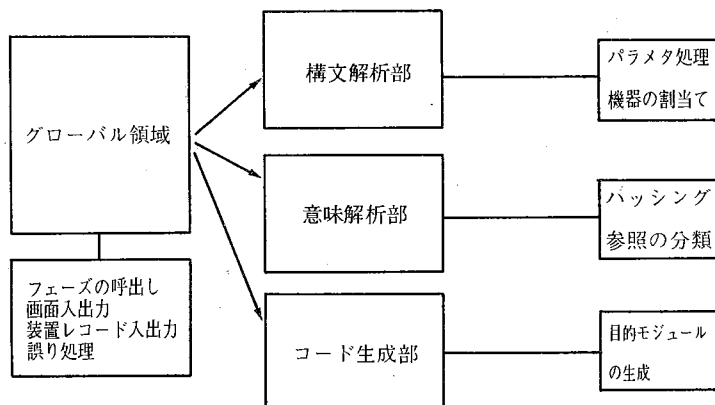 グローバル領域
フェーズの呼出し
画面入出力
装置レコード入出力
誤り処理
構文解析部
パラメタ処理
機器の割当て
意味解析部
ハッシング
参照の分類
コード生成部
目的モジュール
の生成